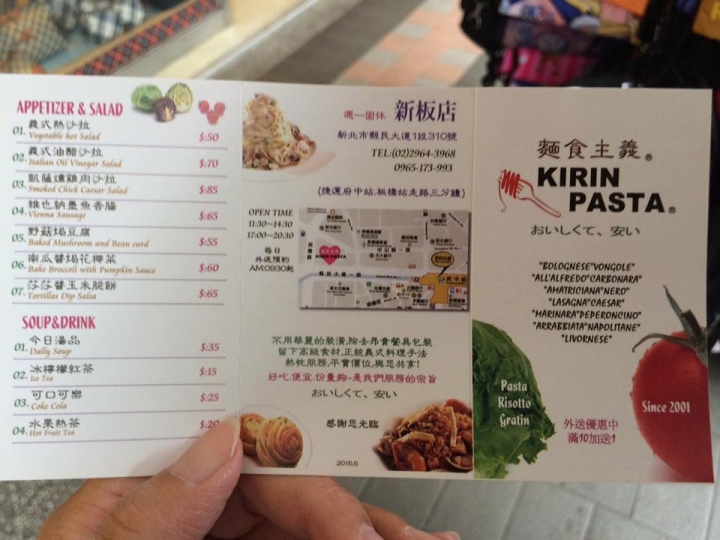 APPETIZER & SALAD
01. 義式熱沙拉 $:50
Vegetable hot Salad
02. 義式油醋沙拉 $:70
Italian Oil Vinegar Salad
03. 凱薩燻雞肉沙拉 $:85
Smoked Chick Caesar Salad
04. 維也納墨魚香腸 $:65
Vienna Sausage
05. 野菇焗豆腐 $:55
Baked Mushroom and Bean curd
06. 南瓜醬焗花椰菜 $:60
Bake Broccoli with Pumpkin Sauce
07. 莎莎醬玉米脆餅 $:65
Tortillas Dip Salsa
SOUP&DRINK
01. 今日湯品 $:35
Daily Soup
02. 冰檸檬紅茶 $:15
Ice Tea
03. 可口可樂 $:25
Coke Cola
04. 水果熱茶 $:20
Hot Fruit Tea
週一固休 新板店
新北市縣民大道1段310號
TEL:(02)2964-3968
0965-173-993
(捷運府中站.板橋站走路三分鐘)
OPEN TIME
11:30~14:30
17:00~20:30
每日
外送預約
AM:0930起
KIRIN PASTA
不用華麗的裝潢,除去昂貴餐具包裝
留下高級食材,正統義式料理手法
熱忱服務,平實價位,與您共享!
好吃.便宜.份量夠~是我們服務的宗旨
おいしくて、安い
感謝您光臨
2015.5
麵食主義®
KIRIN
PASTA®
おいしくて、安い
"BOLOGNESE"VONGOLE"
"ALL'ALFREDO"CARBONARA"
"AMATRICIANA"NERO"
"LASAGNA"CAESAR"
"MARINARA"PEPERONCINO"
"ARRABBIATA"NAPOLITANE"
"LIVORNESE"
Pasta
Risotto
Gratin
Since 2001
外送優惠中
滿10加送1